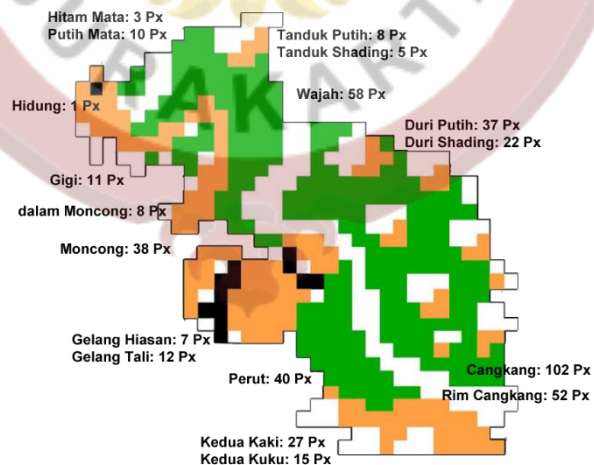 Hitam Mata: 3 Px
Putih Mata: 10 Px
Tanduk Putih: 8 Px
Tanduk Shading: 5 Px
Wajah: 58 Px
Hidung: 1 Px
Duri Putih: 37 Px
Duri Shading: 22 Px
Gigi: 11 Px
dalam Moncong: 8 Px
Moncong: 38 Px
Gelang Hiasan: 7 Px
Gelang Tali: 12 Px
Perut: 40 Px
Cangkang: 102 Px
Rim Cangkang: 52 Px
Kedua Kaki: 27 Px
Kedua Kuku: 15 Px
SURAKARTA